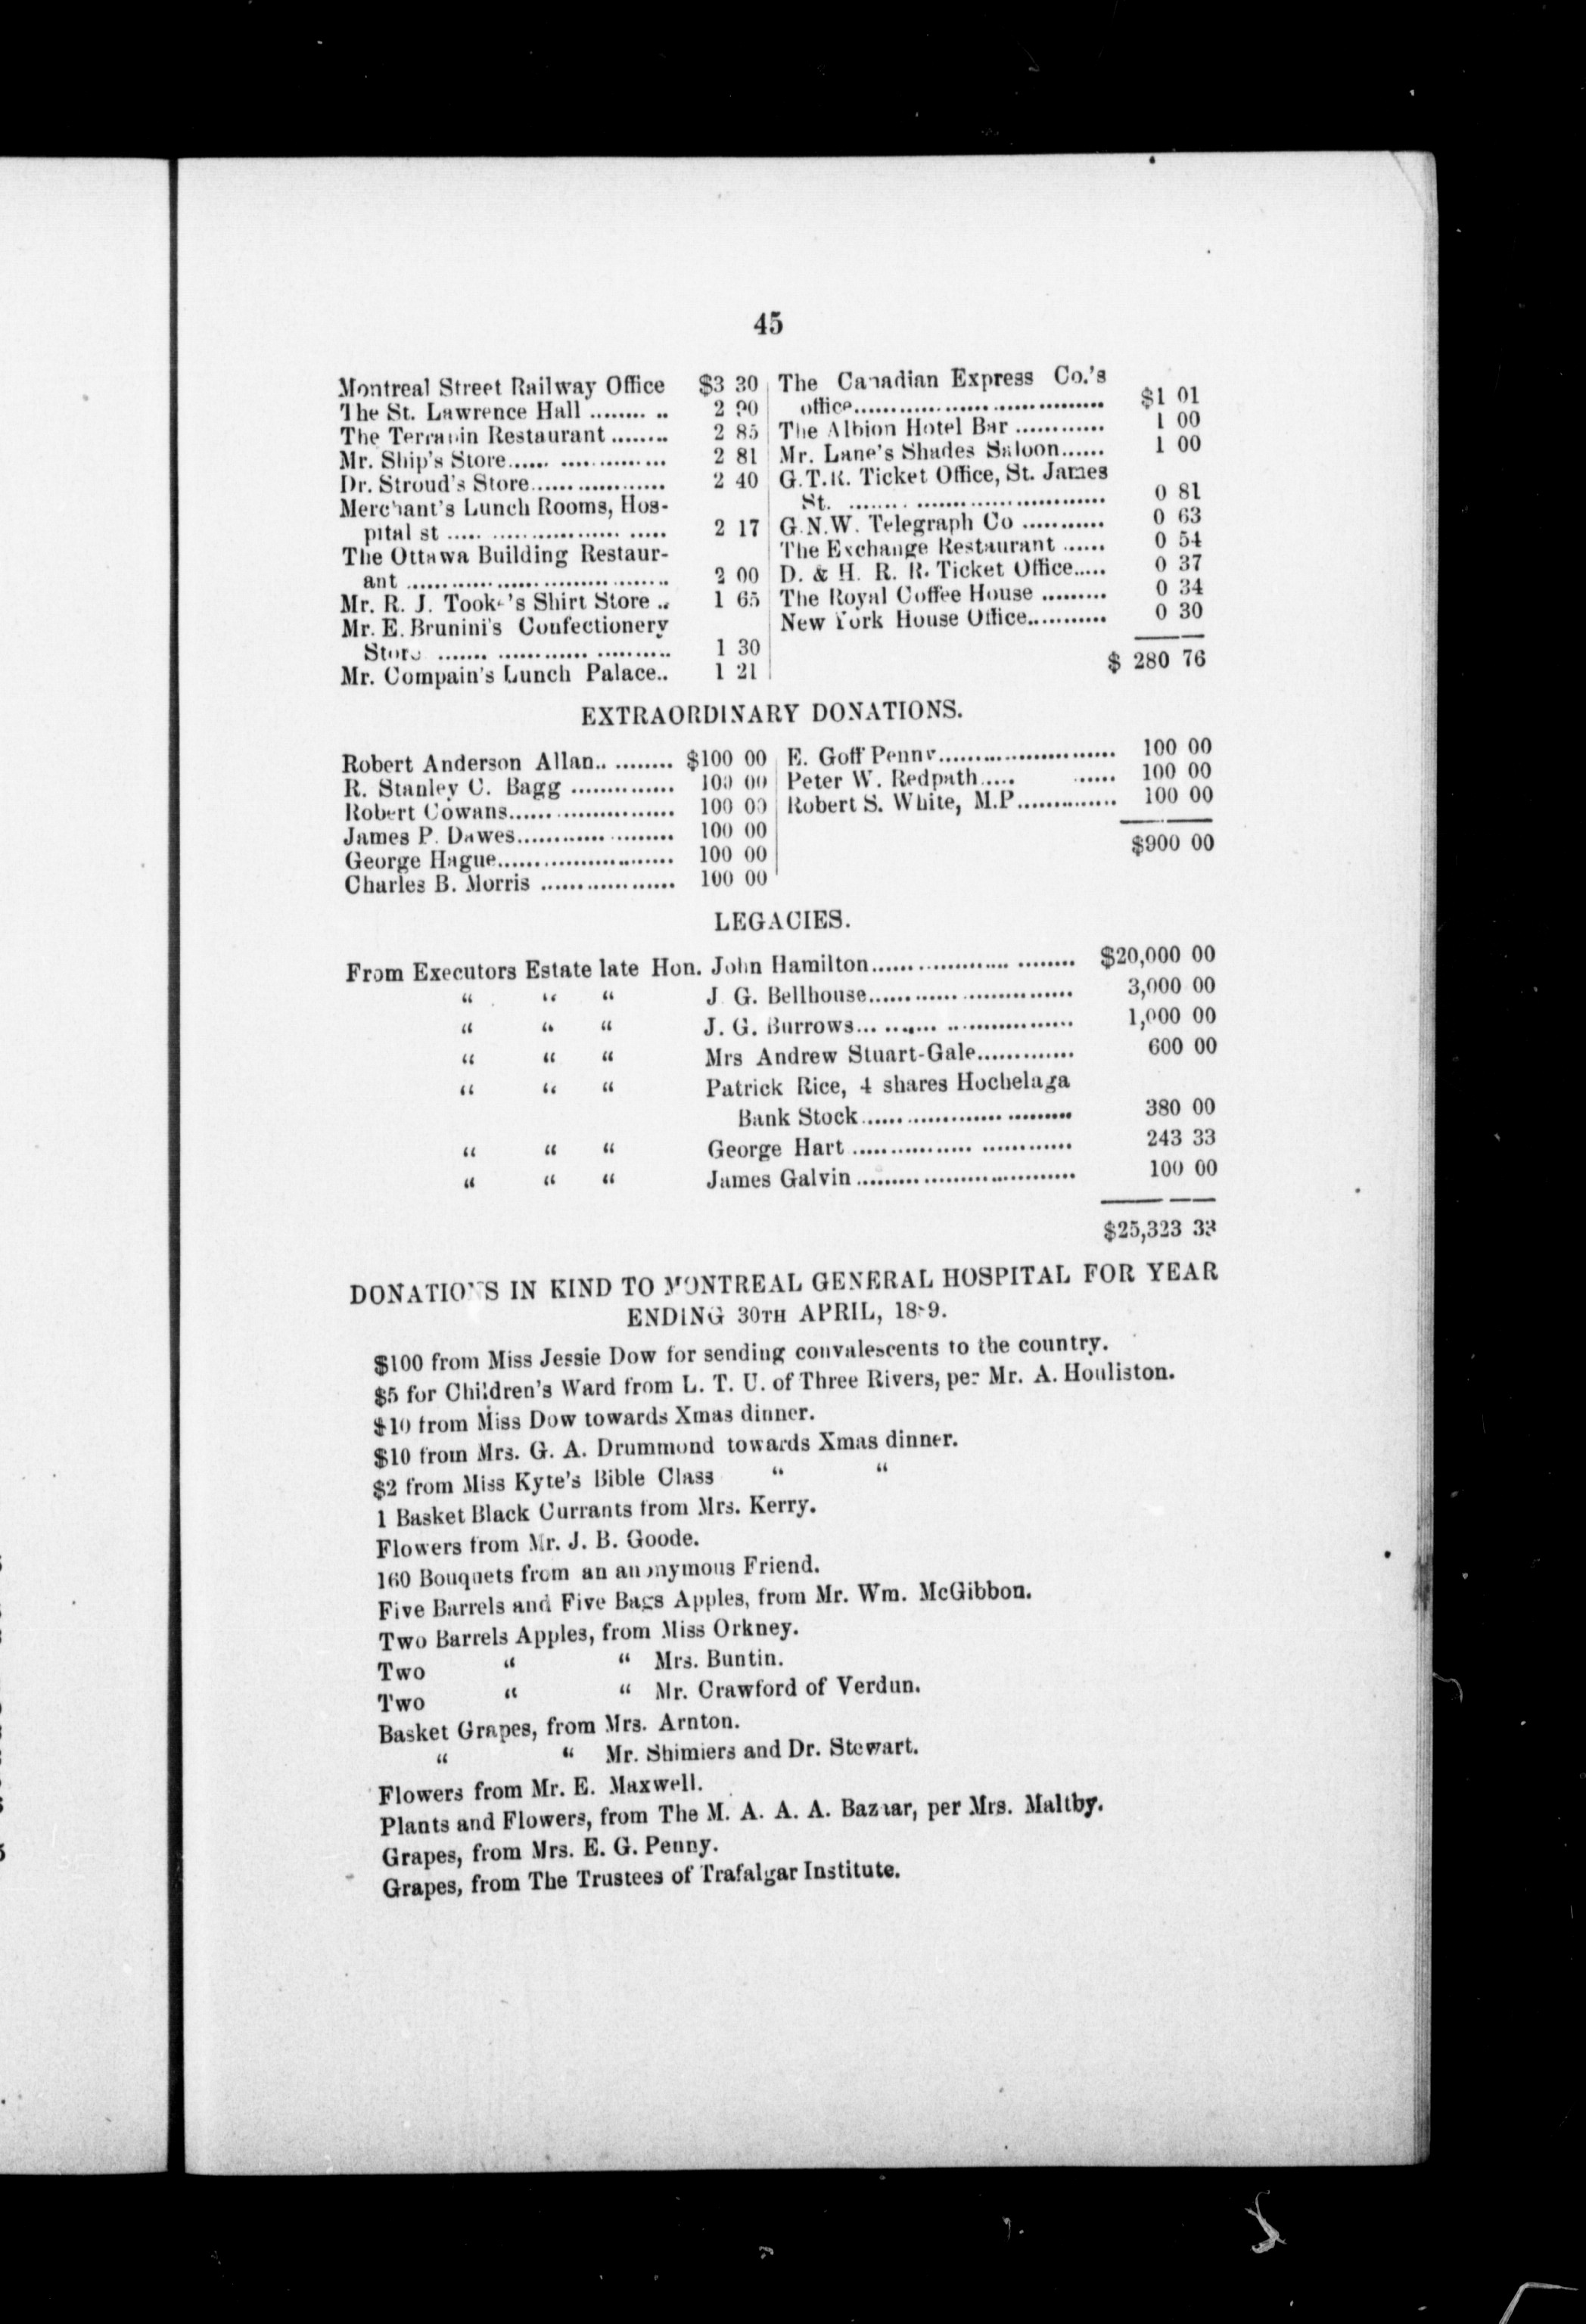 45
Montreal Street Railway Office $3 30
The St. Lawrence Hall .......... 2 90
The Terrapin Restaurant ........ 2 85
Mr. Ship's Store.................... 2 81
Dr. Stroud's Store.................. 2 40
Merchant's Lunch Rooms, Hos-
pital st .............................. 2 17
The Ottawa Building Restaur-
ant .................................... 2 00
Mr. R. J. Tooke's Shirt Store .. 1 65
Mr. E. Brunini's Confectionery
Store ................................ 1 30
Mr. Compain's Lunch Palace.. 1 21
The Canadian Express Co.'s
office.................................. $1 01
The Albion Hotel Bar ............ 1 00
Mr. Lane's Shades Saloon...... 1 00
G.T.R. Ticket Office, St. James
St. .................................... 0 81
G.N.W. Telegraph Co ........... 0 63
The Exchange Restaurant ...... 0 54
D. & H. R. R. Ticket Office..... 0 37
The Royal Coffee House ......... 0 34
New York House Office........... 0 30
$ 280 76
EXTRAORDINARY DONATIONS.
Robert Anderson Allan.......... $100 00
R. Stanley C. Bagg .............. 100 00
Robert Cowans....................... 100 00
James P. Dawes...................... 100 00
George Hague........................ 100 00
Charles B. Morris .................. 100 00
E. Goff Penny........................ 100 00
Peter W. Redpath..... ...... 100 00
Robert S. White, M.P.............. 100 00
$900 00
LEGACIES.
From Executors Estate late Hon. John Hamilton........................... $20,000 00
“ “ “ J. G. Bellhouse............................ 3,000 00
“ “ “ J. G. Burrows.............................. 1,000 00
“ “ “ Mrs Andrew Stuart-Gale............. 600 00
“ “ “ Patrick Rice, 4 shares Hochelaga
Bank Stock............................. 380 00
“ “ “ George Hart .............................. 243 33
“ “ “ James Galvin .............................. 100 00
$25,323 33
DONATIONS IN KIND TO MONTREAL GENERAL HOSPITAL FOR YEAR
ENDING 30TH APRIL, 1889.
$100 from Miss Jessie Dow for sending convalescents to the country.
$5 for Children's Ward from L. T. U. of Three Rivers, per Mr. A. Houliston.
$10 from Miss Dow towards Xmas dinner.
$10 from Mrs. G. A. Drummond towards Xmas dinner.
$2 from Miss Kyte's Bible Class “ “
1 Basket Black Currants from Mrs. Kerry.
Flowers from Mr. J. B. Goode.
160 Bouquets from an anonymous Friend.
Five Barrels and Five Bags Apples, from Mr. Wm. McGibbon.
Two Barrels Apples, from Miss Orkney.
Two “ “ Mrs. Buntin.
Two “ “ Mr. Crawford of Verdun.
Basket Grapes, from Mrs. Arnton.
“ “ Mr. Shimiers and Dr. Stewart.
Flowers from Mr. E. Maxwell.
Plants and Flowers, from The M. A. A. A. Bazaar, per Mrs. Maltby.
Grapes, from Mrs. E. G. Penny.
Grapes, from The Trustees of Trafalgar Institute.